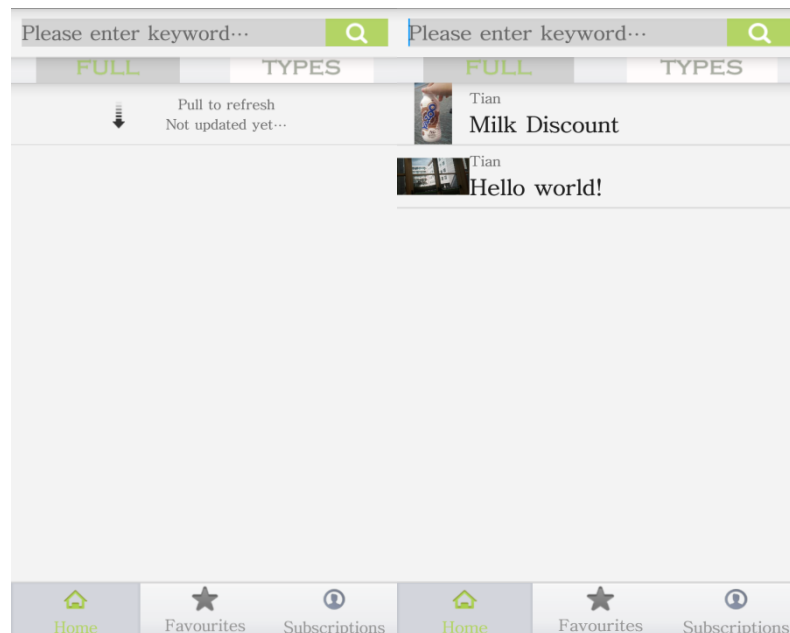 Please enter keyword…
FULL
TYPES
Pull to refresh
Not updated yet…
Home
Favourites
Subscriptions
Please enter keyword…
FULL
TYPES
Tian
Milk Discount
Tian
Hello world!
Home
Favourites
Subscriptions